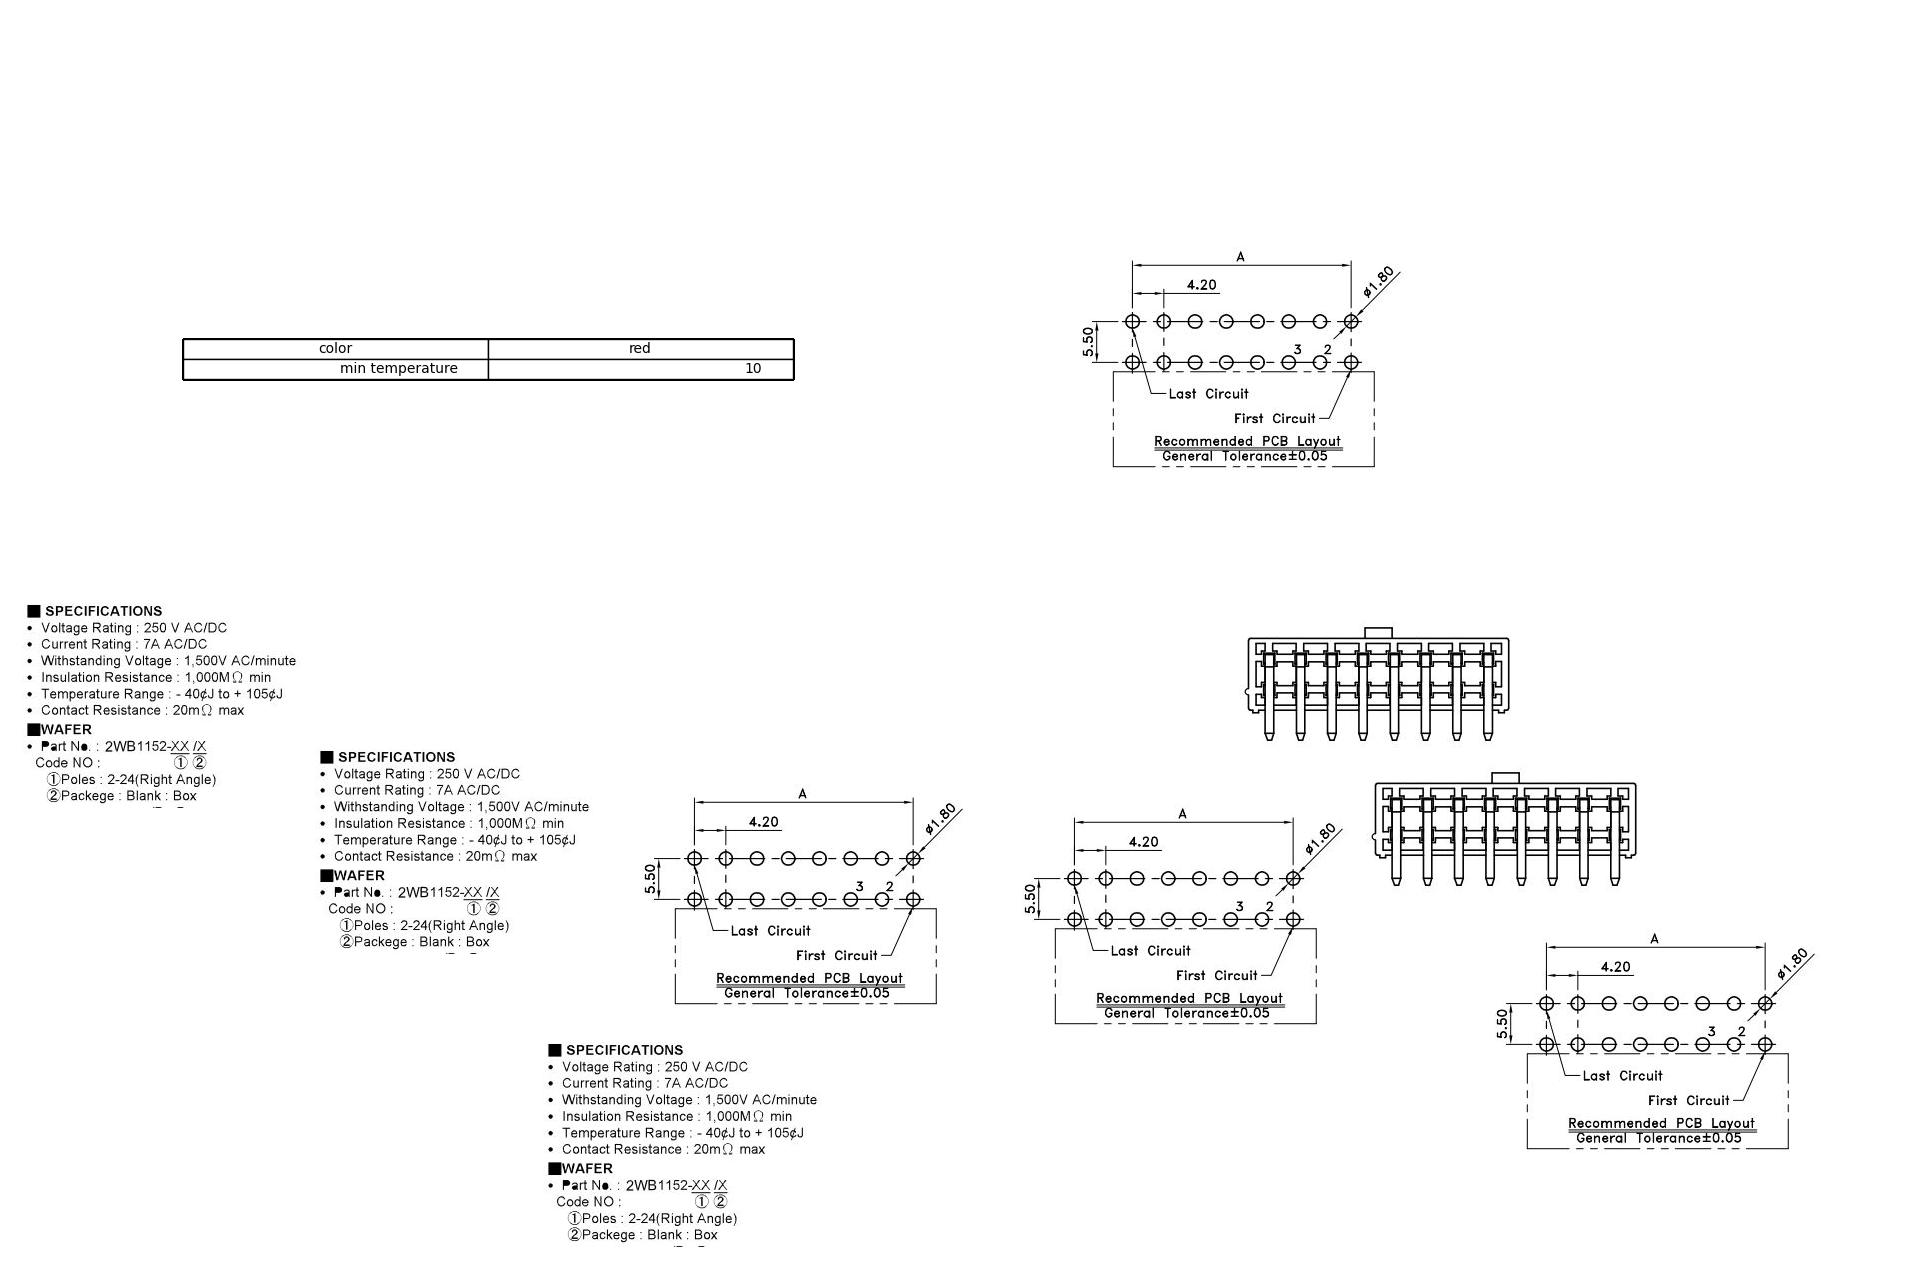 A
4.20
ø1.80
5.50
3 2
Last Circuit
First Circuit
Recommended PCB Layout
General Tolerance±0.05
color red
min temperature 10
■ SPECIFICATIONS
• Voltage Rating : 250 V AC/DC
• Current Rating : 7A AC/DC
• Withstanding Voltage : 1,500V AC/minute
• Insulation Resistance : 1,000MΩ min
• Temperature Range : - 40¢J to + 105¢J
• Contact Resistance : 20mΩ max
■WAFER
• Part No. : 2WB1152-XX /X
Code NO : ① ②
①Poles : 2-24(Right Angle)
②Packege : Blank : Box
■ SPECIFICATIONS
• Voltage Rating : 250 V AC/DC
• Current Rating : 7A AC/DC
• Withstanding Voltage : 1,500V AC/minute
• Insulation Resistance : 1,000MΩ min
• Temperature Range : - 40¢J to + 105¢J
• Contact Resistance : 20mΩ max
■WAFER
• Part No. : 2WB1152-XX /X
Code NO : ① ②
①Poles : 2-24(Right Angle)
②Packege : Blank : Box
A
4.20
ø1.80
5.50
3 2
Last Circuit
First Circuit
Recommended PCB Layout
General Tolerance±0.05
A
4.20
ø1.80
5.50
3 2
Last Circuit
First Circuit
Recommended PCB Layout
General Tolerance±0.05
A
4.20
ø1.80
5.50
3 2
Last Circuit
First Circuit
Recommended PCB Layout
General Tolerance±0.05
■ SPECIFICATIONS
• Voltage Rating : 250 V AC/DC
• Current Rating : 7A AC/DC
• Withstanding Voltage : 1,500V AC/minute
• Insulation Resistance : 1,000MΩ min
• Temperature Range : - 40¢J to + 105¢J
• Contact Resistance : 20mΩ max
■WAFER
• Part No. : 2WB1152-XX /X
Code NO : ① ②
①Poles : 2-24(Right Angle)
②Packege : Blank : Box